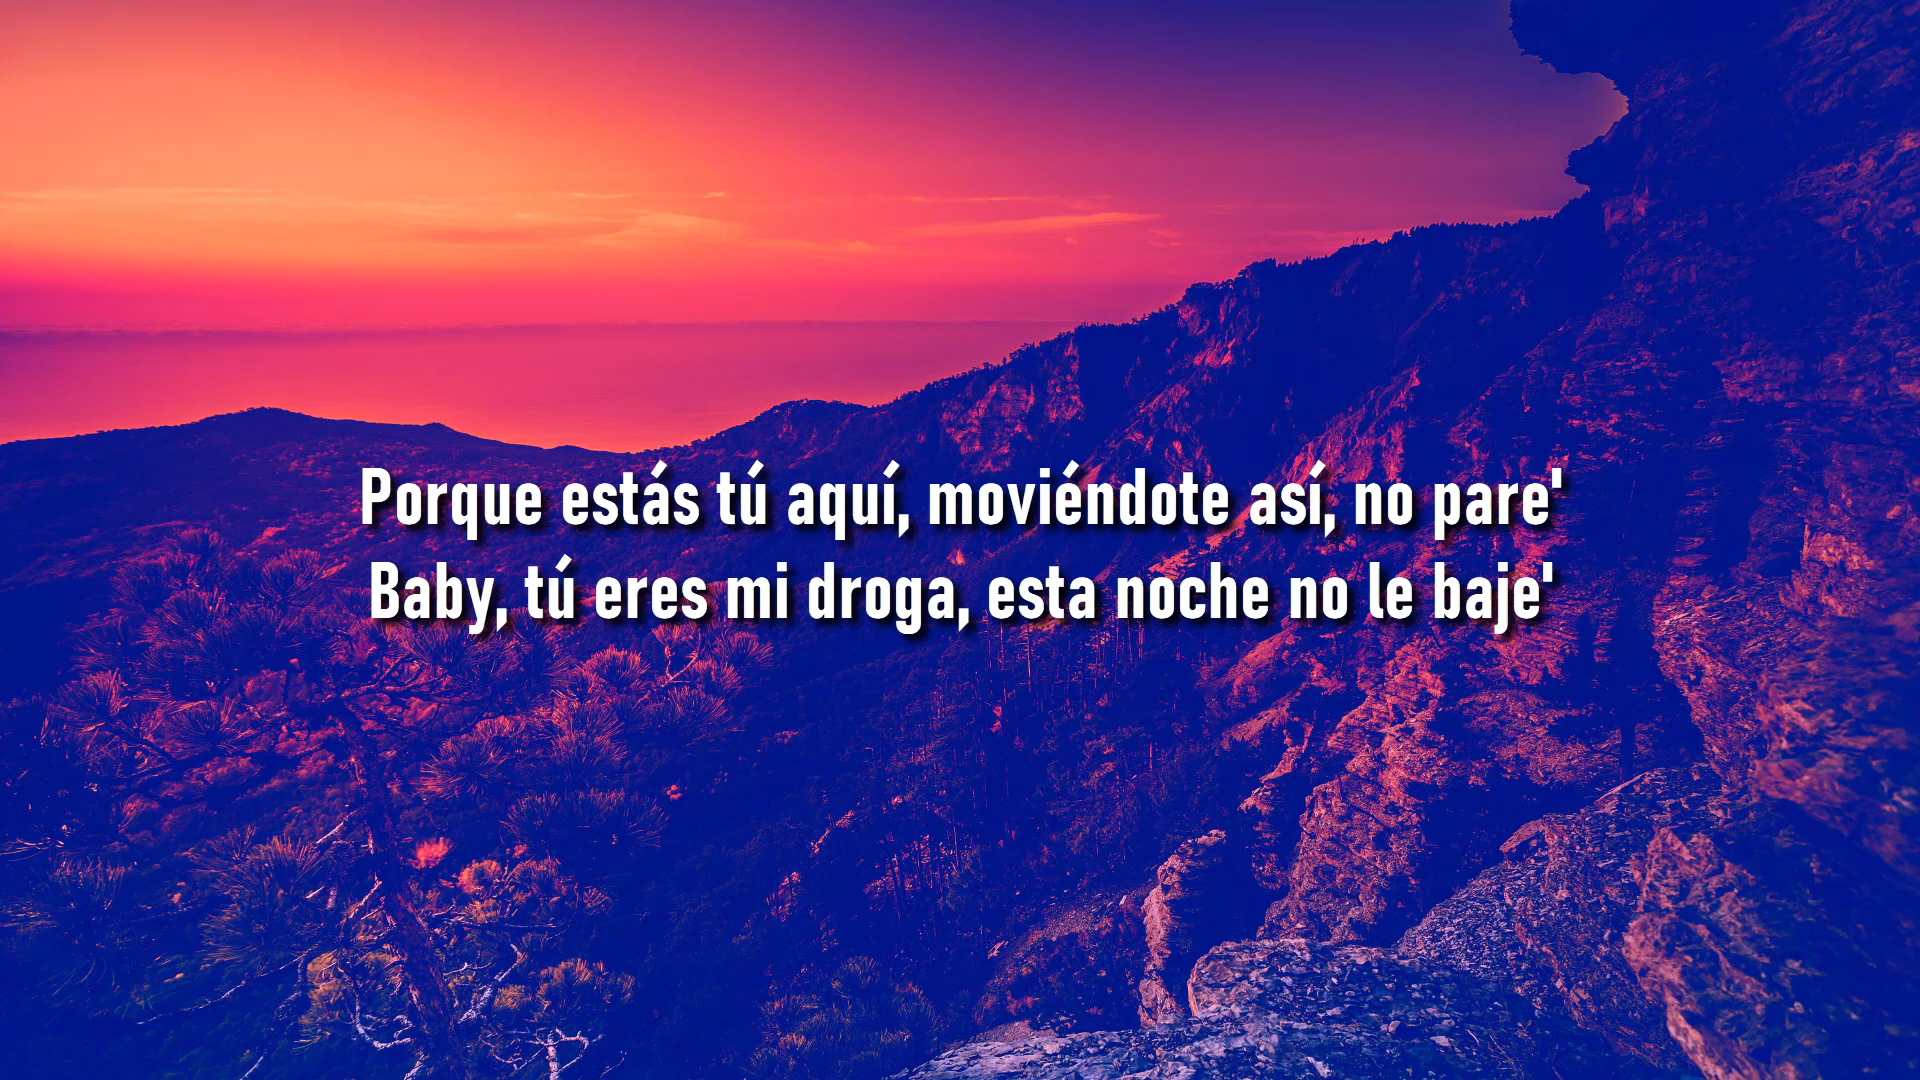 Porque estás tú aquí, moviéndote así, no pare'
Baby, tú eres mi droga, esta noche no le baje'